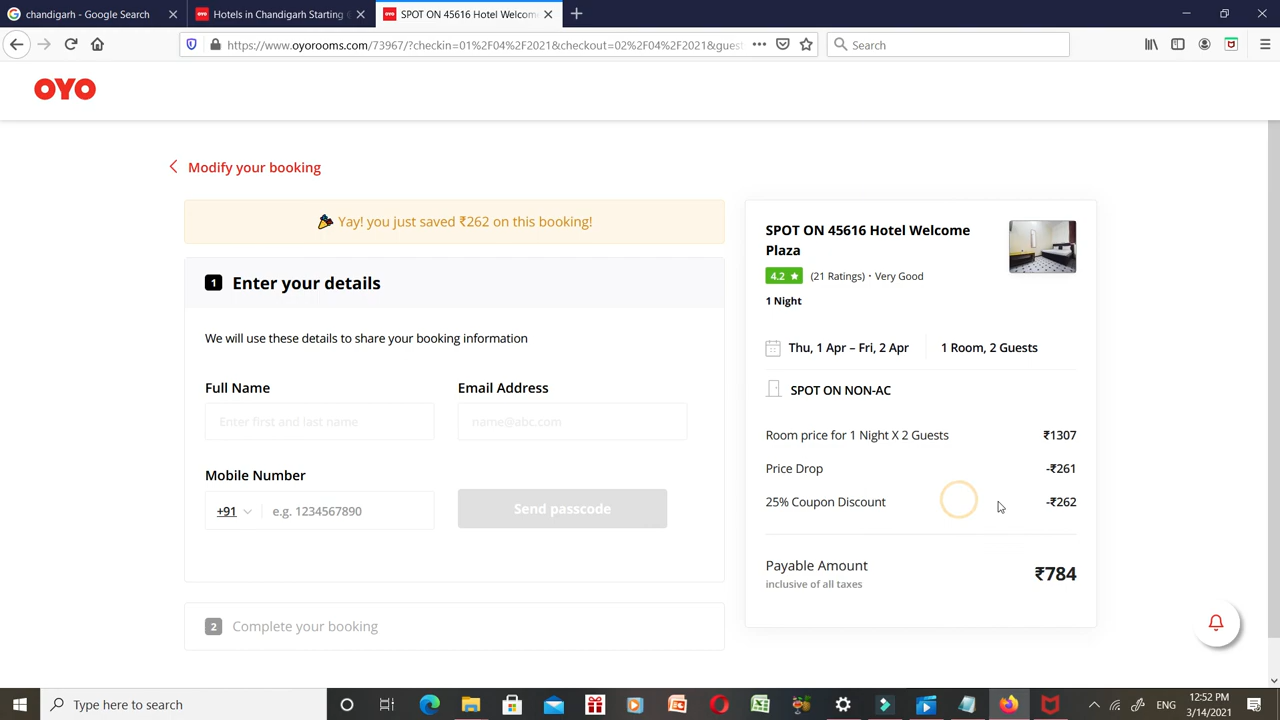 chandigarh - Google Search
OYO Hotels in Chandigarh Starting
OYO SPOT ON 45616 Hotel Welcom
https://www.oyorooms.com/73967/?checkin=01%2F04%2F2021&checkout=02%2F04%2F2021&gues
Search
OYO
Modify your booking
Yay! you just saved ₹262 on this booking!
1 Enter your details
We will use these details to share your booking information
Full Name
Email Address
Enter first and last name
name@abc.com
Mobile Number
+91
e.g. 1234567890
Send passcode
2 Complete your booking
SPOT ON 45616 Hotel Welcome
Plaza
4.2 ★ (21 Ratings) · Very Good
1 Night
Thu, 1 Apr – Fri, 2 Apr
1 Room, 2 Guests
SPOT ON NON-AC
Room price for 1 Night X 2 Guests ₹1307
Price Drop -₹261
25% Coupon Discount -₹262
Payable Amount ₹784
inclusive of all taxes
Type here to search
ENG
12:52 PM
3/14/2021